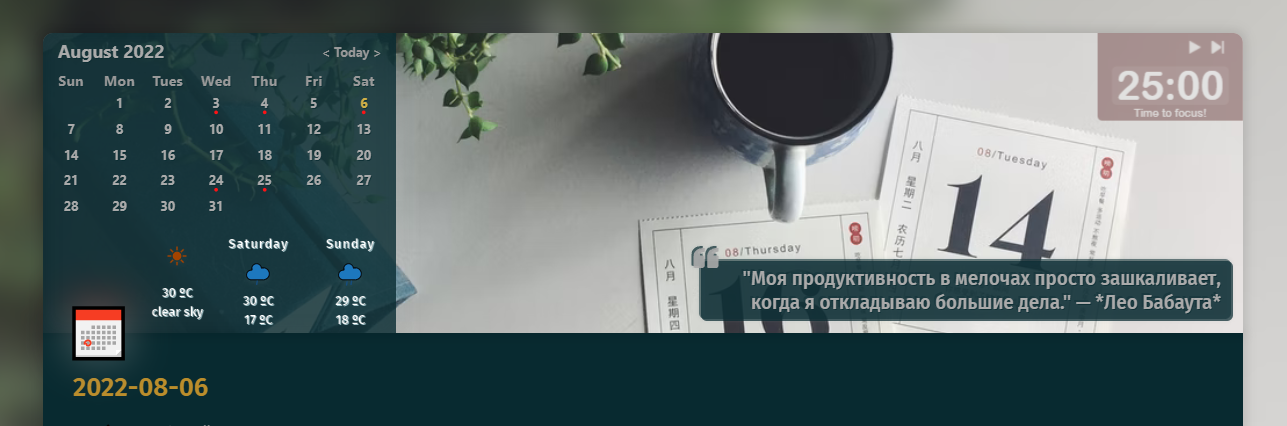 August 2022
< Today >
Sun Mon Tues Wed Thu Fri Sat
1 2 3 4 5 6
7 8 9 10 11 12 13
14 15 16 17 18 19 20
21 22 23 24 25 26 27
28 29 30 31
30 ºC
clear sky
Saturday
30 ºC
17 ºC
Sunday
29 ºC
18 ºC
25:00
Time to focus!
08/Tuesday
14
八月 星期二 农历七
08/Thursday
16
八月 星期四
"Моя продуктивность в мелочах просто зашкаливает,
когда я откладываю большие дела." — *Лео Бабаута*
2022-08-06